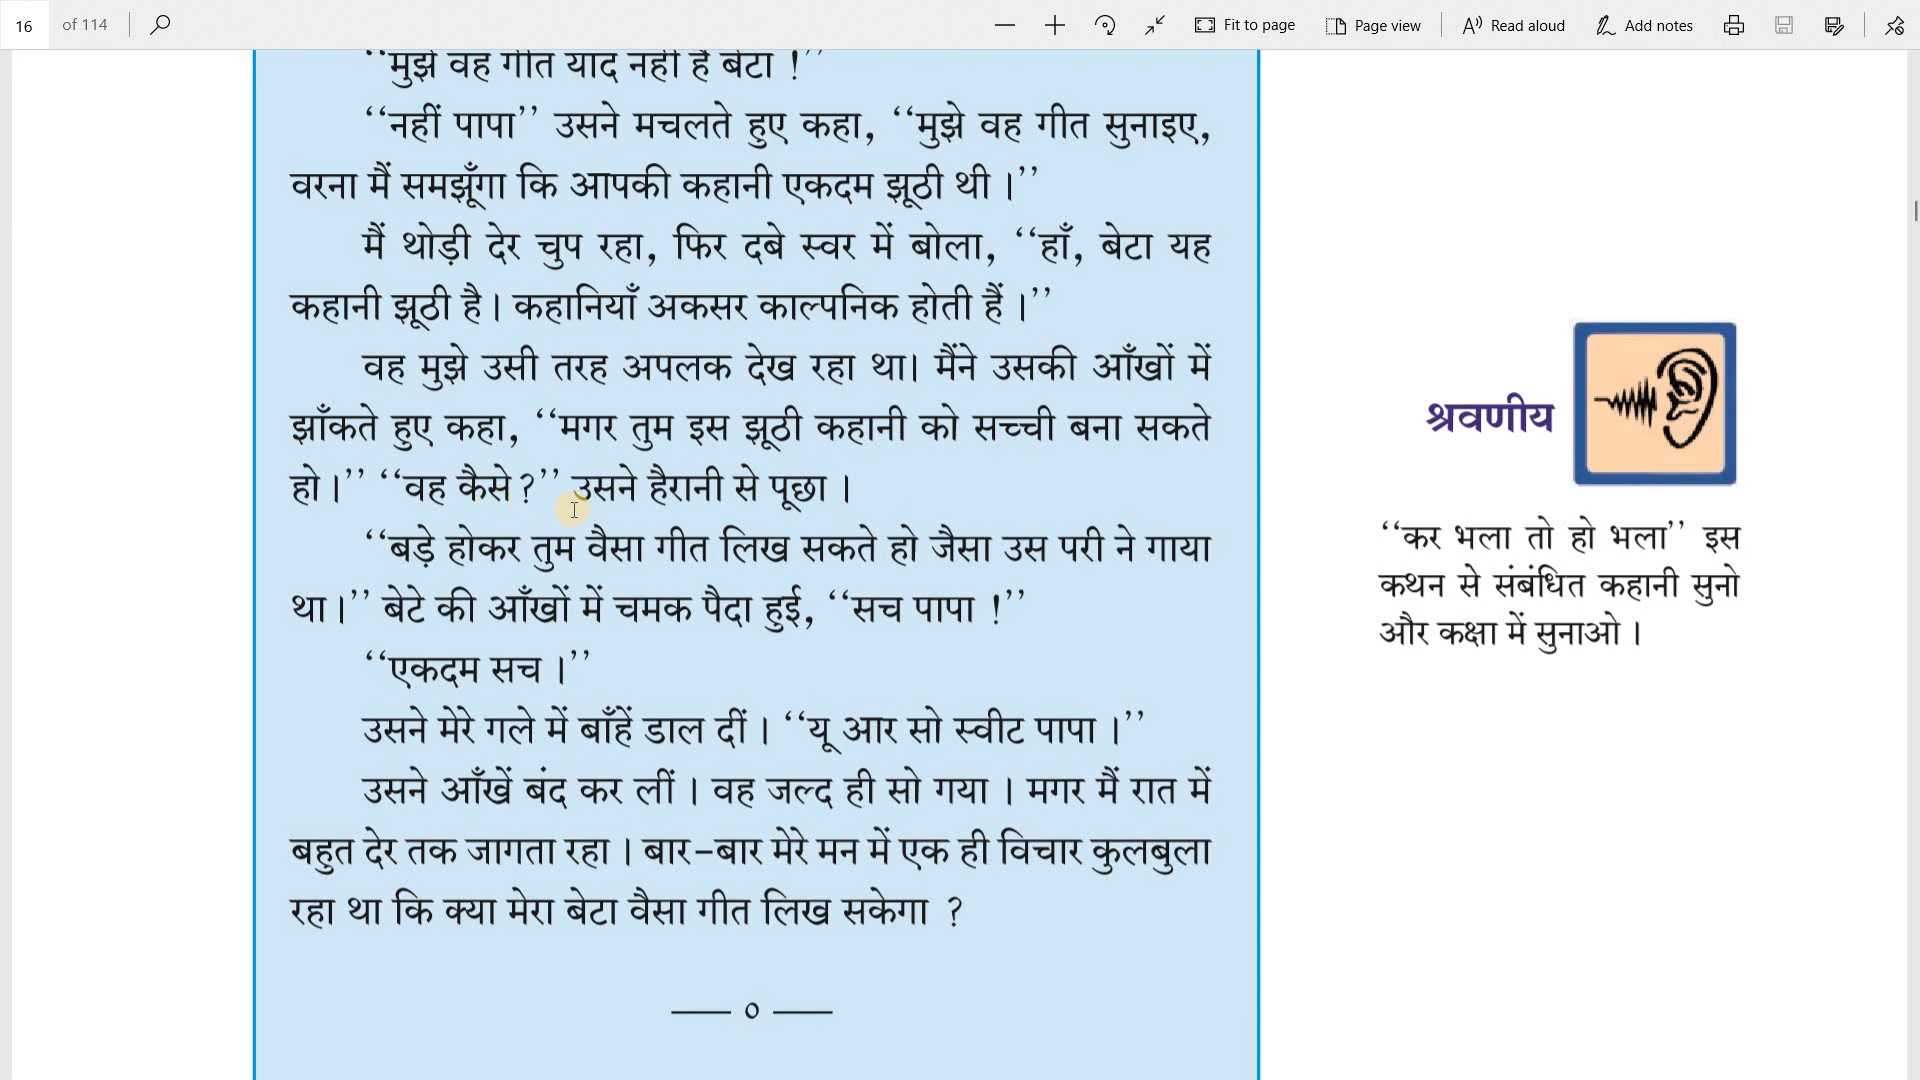 16 of 114 Fit to page Page view Read aloud Add notes
‘‘मुझे वह गीत याद नहीं है बेटा !’’
‘‘नहीं पापा’’ उसने मचलते हुए कहा, ‘‘मुझे वह गीत सुनाइए,
वरना मैं समझूँगा कि आपकी कहानी एकदम झूठी थी ।’’
मैं थोड़ी देर चुप रहा, फिर दबे स्वर में बोला, ‘‘हाँ, बेटा यह
कहानी झूठी है । कहानियाँ अकसर काल्पनिक होती हैं ।’’
वह मुझे उसी तरह अपलक देख रहा था। मैंने उसकी आँखों में
झाँकते हुए कहा, ‘‘मगर तुम इस झूठी कहानी को सच्ची बना सकते
हो ।’’ ‘‘वह कैसे ?’’ उसने हैरानी से पूछा ।
‘‘बड़े होकर तुम वैसा गीत लिख सकते हो जैसा उस परी ने गाया
था ।’’ बेटे की आँखों में चमक पैदा हुई, ‘‘सच पापा !’’
‘‘एकदम सच ।’’
उसने मेरे गले में बाँहें डाल दीं । ‘‘यू आर सो स्वीट पापा ।’’
उसने आँखें बंद कर लीं । वह जल्द ही सो गया । मगर मैं रात में
बहुत देर तक जागता रहा । बार-बार मेरे मन में एक ही विचार कुलबुला
रहा था कि क्या मेरा बेटा वैसा गीत लिख सकेगा ?
—— ० ——
श्रवणीय
‘‘कर भला तो हो भला’’ इस
कथन से संबंधित कहानी सुनो
और कक्षा में सुनाओ ।